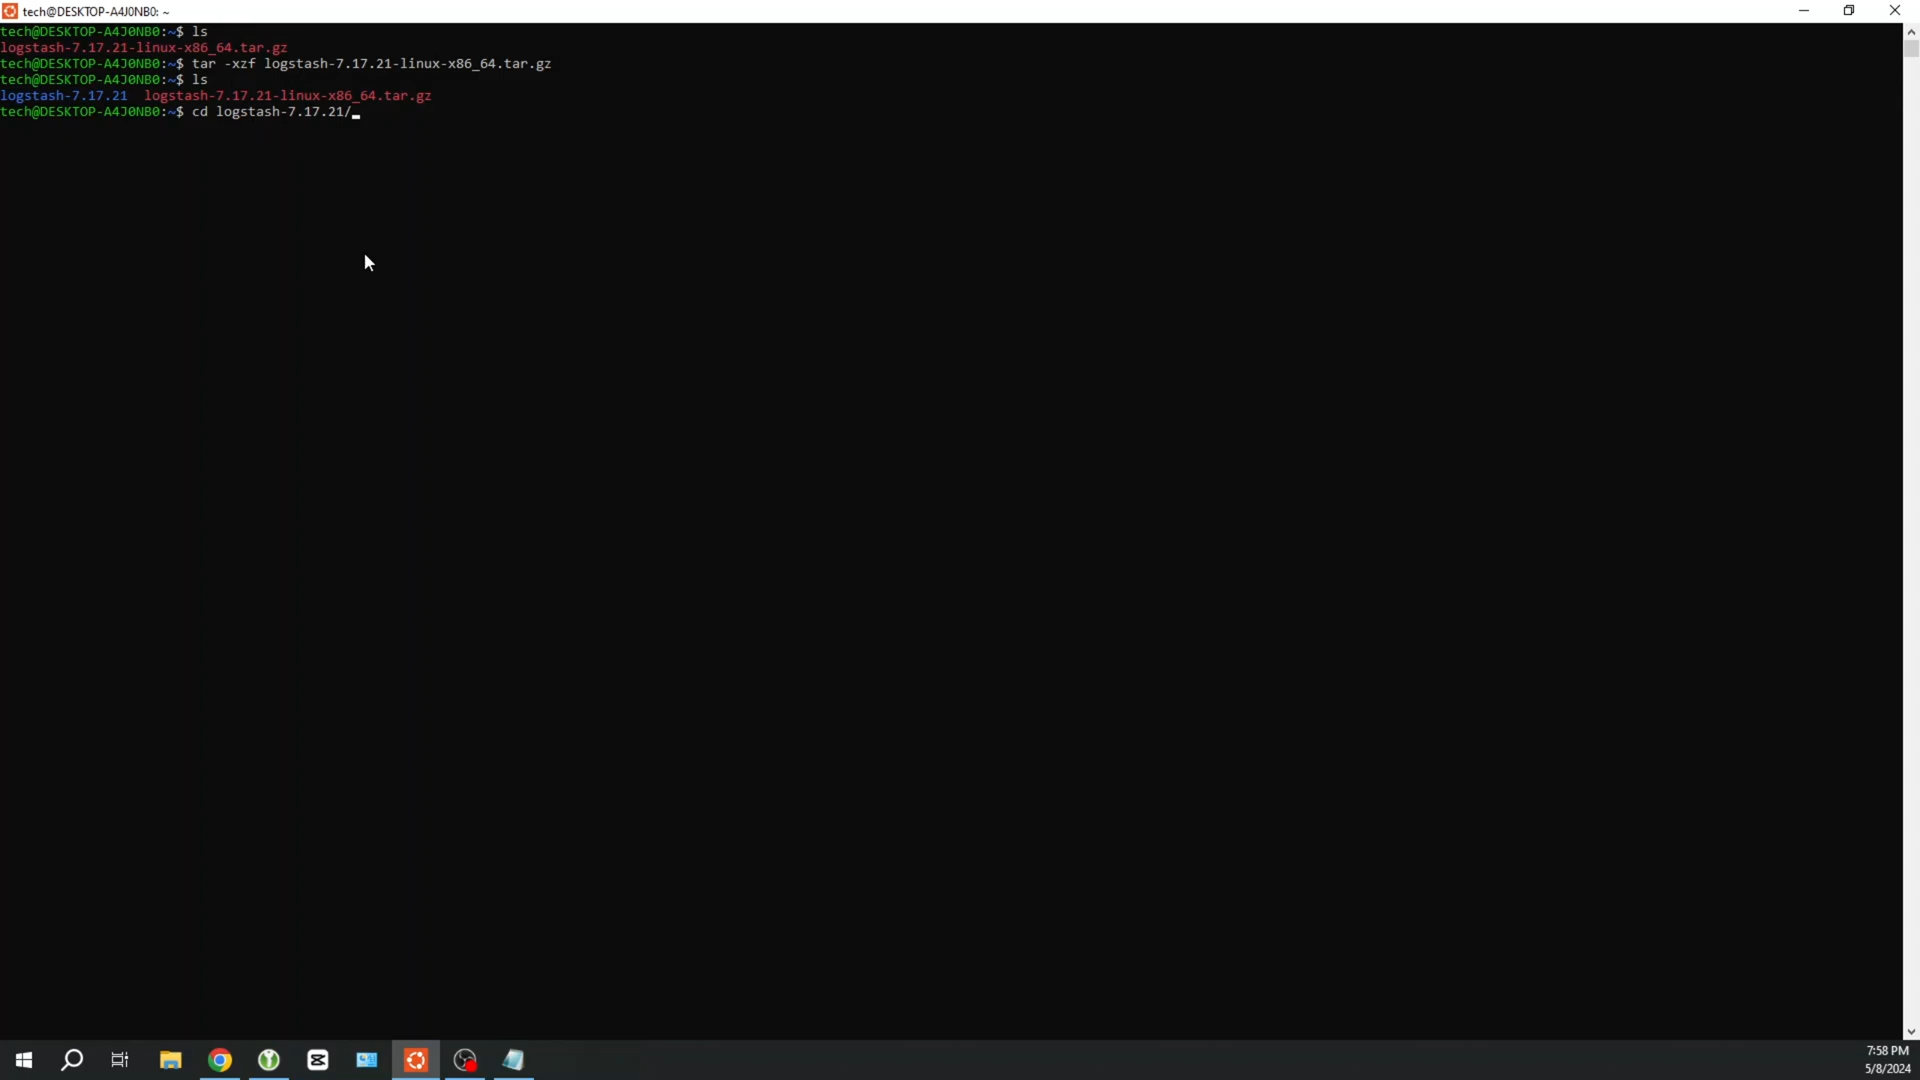 tech@DESKTOP-A4J0NB0: ~
tech@DESKTOP-A4J0NB0:~$ ls
logstash-7.17.21-linux-x86_64.tar.gz
tech@DESKTOP-A4J0NB0:~$ tar -xzf logstash-7.17.21-linux-x86_64.tar.gz
tech@DESKTOP-A4J0NB0:~$ ls
logstash-7.17.21  logstash-7.17.21-linux-x86_64.tar.gz
tech@DESKTOP-A4J0NB0:~$ cd logstash-7.17.21/
7:58 PM
5/8/2024